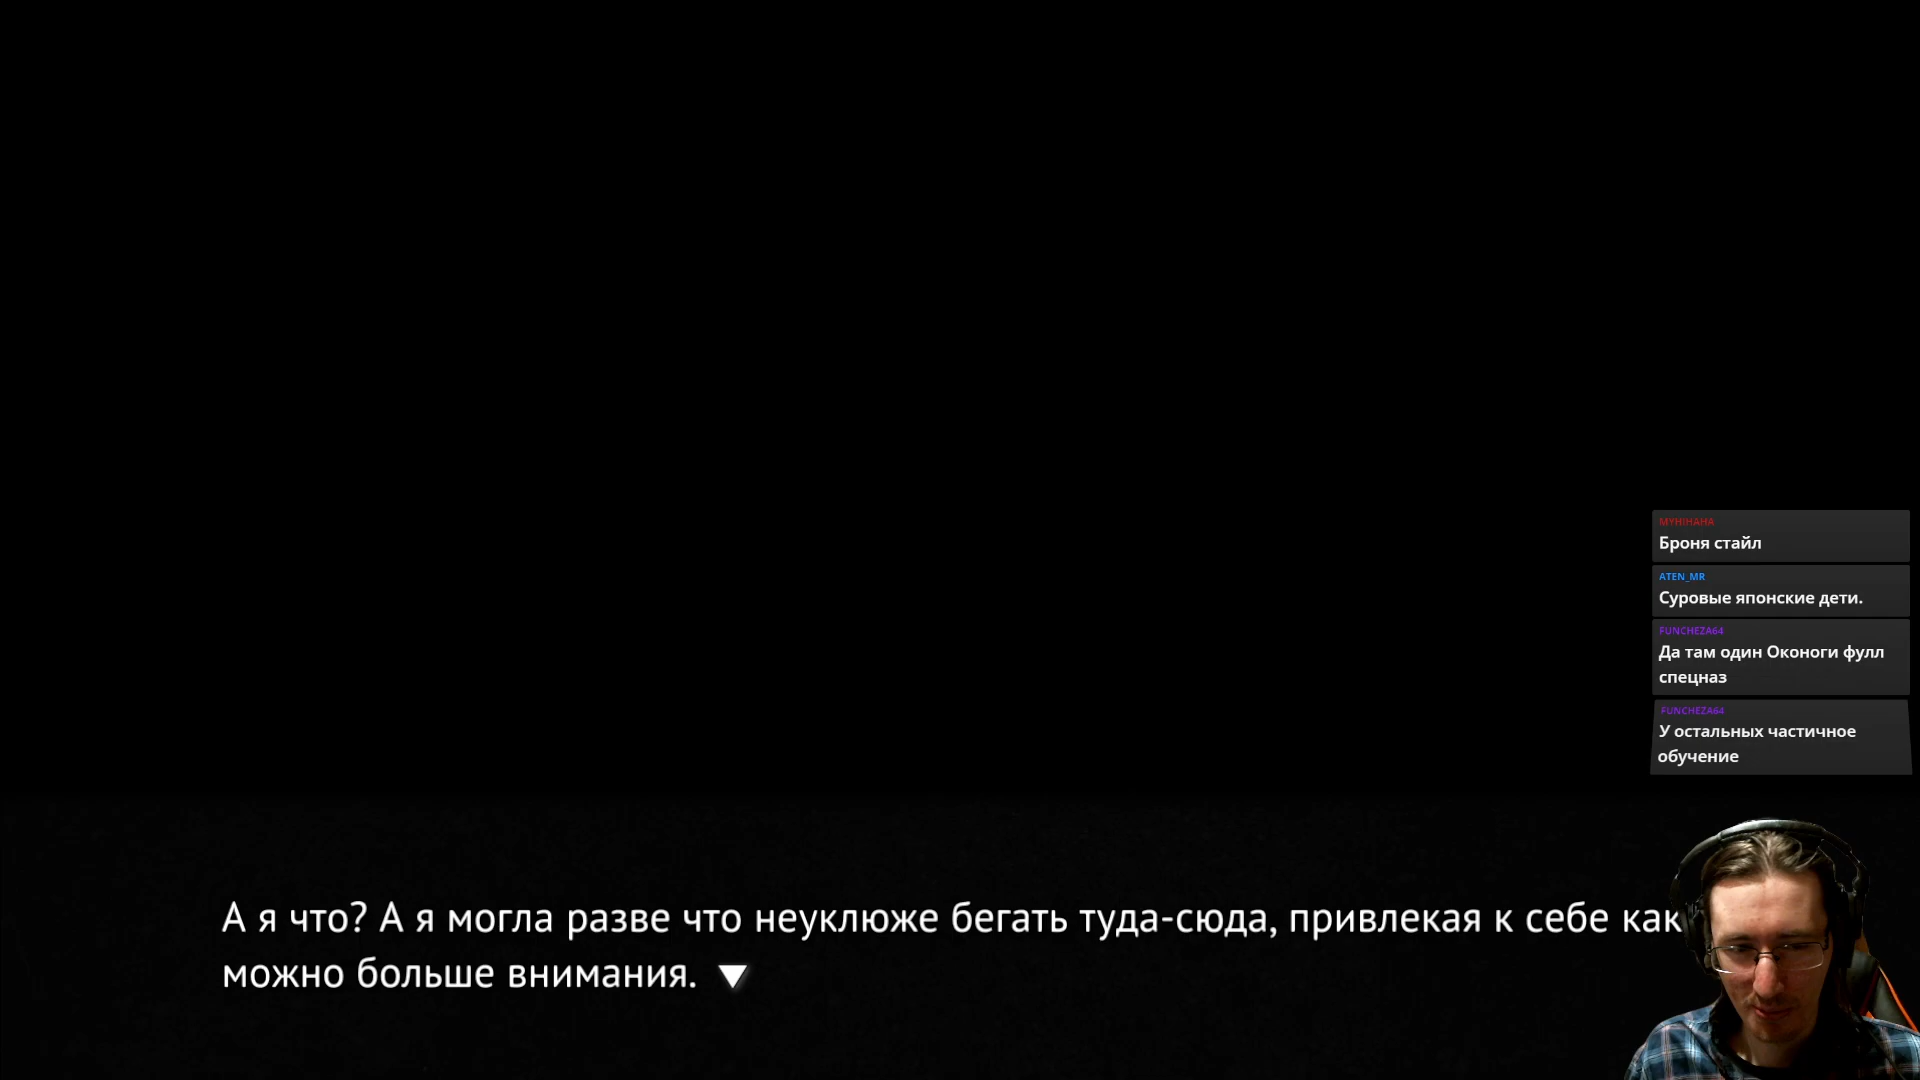 MYHIHAHA
Броня стайл
ATEN_MR
Суровые японские дети.
FUNCHEZA64
Да там один Оконоги фулл
спецназ
FUNCHEZA64
У остальных частичное
обучение
А я что? А я могла разве что неуклюже бегать туда-сюда, привлекая к себе как
можно больше внимания.